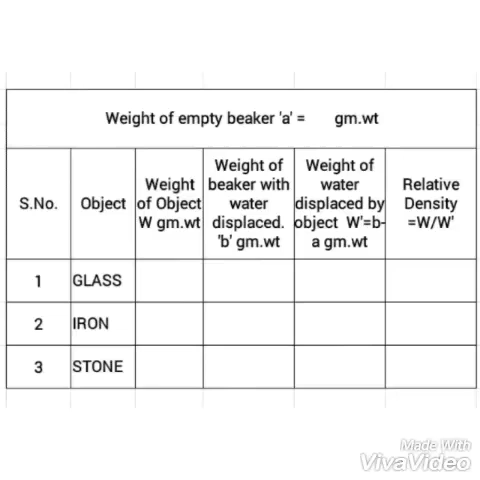 Weight of empty beaker 'a' = gm.wt
S.No.
Object
Weight
of Object
W gm.wt
Weight of
beaker with
water
displaced.
'b' gm.wt
Weight of
water
displaced by
object W'=b-
a gm.wt
Relative
Density
=W/W'
1 GLASS
2 IRON
3 STONE
Made With
VivaVideo